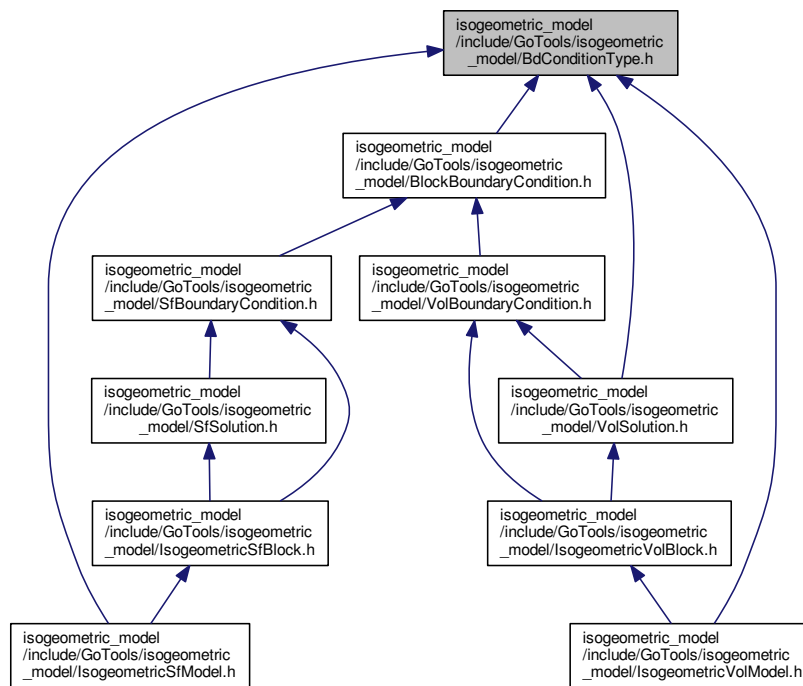 isogeometric_model
/include/GoTools/isogeometric
_model/BdConditionType.h
isogeometric_model
/include/GoTools/isogeometric
_model/BlockBoundaryCondition.h
isogeometric_model
/include/GoTools/isogeometric
_model/SfBoundaryCondition.h
isogeometric_model
/include/GoTools/isogeometric
_model/VolBoundaryCondition.h
isogeometric_model
/include/GoTools/isogeometric
_model/SfSolution.h
isogeometric_model
/include/GoTools/isogeometric
_model/VolSolution.h
isogeometric_model
/include/GoTools/isogeometric
_model/IsogeometricSfBlock.h
isogeometric_model
/include/GoTools/isogeometric
_model/IsogeometricVolBlock.h
isogeometric_model
/include/GoTools/isogeometric
_model/IsogeometricSfModel.h
isogeometric_model
/include/GoTools/isogeometric
_model/IsogeometricVolModel.h